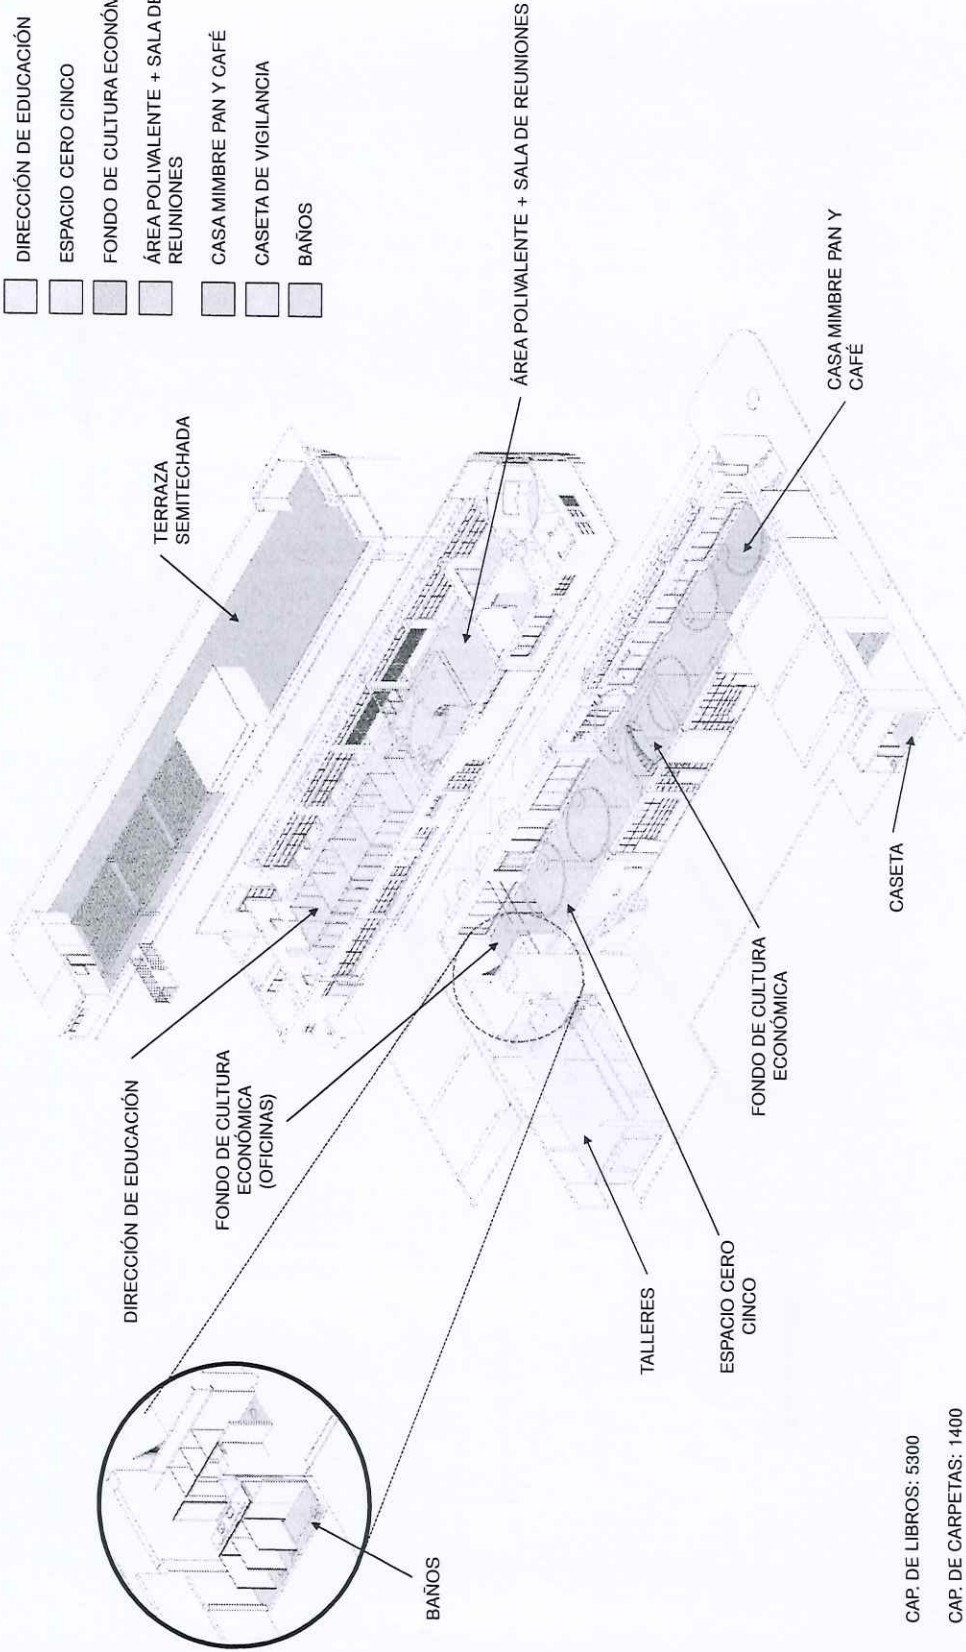 DIRECCIÓN DE EDUCACIÓN
ESPACIO CERO CINCO
FONDO DE CULTURA ECONÓM
ÁREA POLIVALENTE + SALA DE
REUNIONES
CASA MIMBRE PAN Y CAFÉ
CASETA DE VIGILANCIA
BAÑOS
TERRAZA
SEMITECHADA
ÁREA POLIVALENTE + SALA DE REUNIONES
CASA MIMBRE PAN Y
CAFÉ
DIRECCIÓN DE EDUCACIÓN
FONDO DE CULTURA
ECONÓMICA
(OFICINAS)
FONDO DE CULTURA
ECONÓMICA
CASETA
TALLERES
ESPACIO CERO
CINCO
BAÑOS
CAP. DE LIBROS: 5300
CAP. DE CARPETAS: 1400